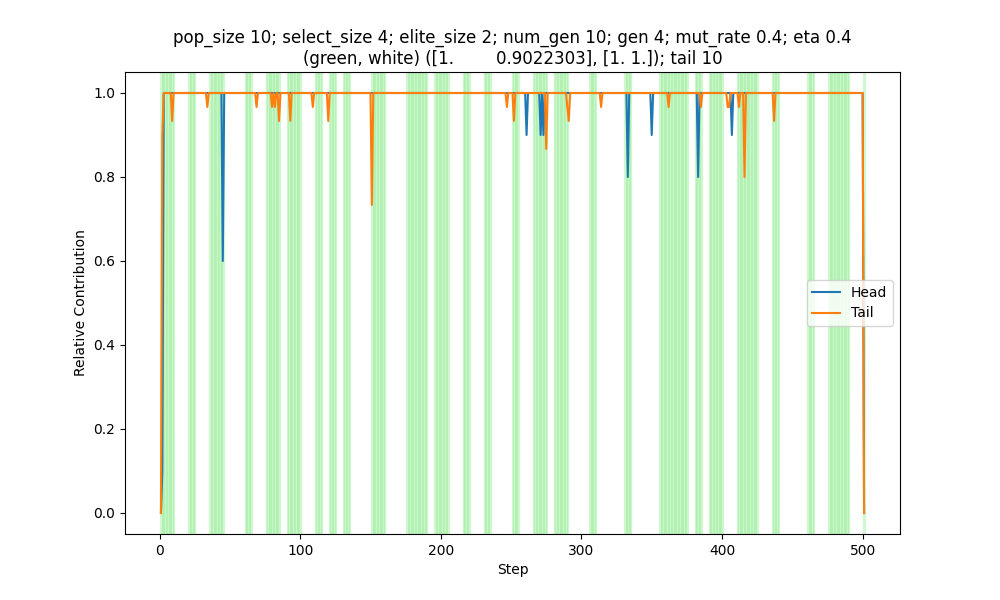 pop_size 10; select_size 4; elite_size 2; num_gen 10; gen 4; mut_rate 0.4; eta 0.4
(green, white) ([1.        0.9022303], [1. 1.]); tail 10
1.0
0.8
0.6
0.4
0.2
0.0
Relative Contribution
Head
Tail
0
100
200
300
400
500
Step